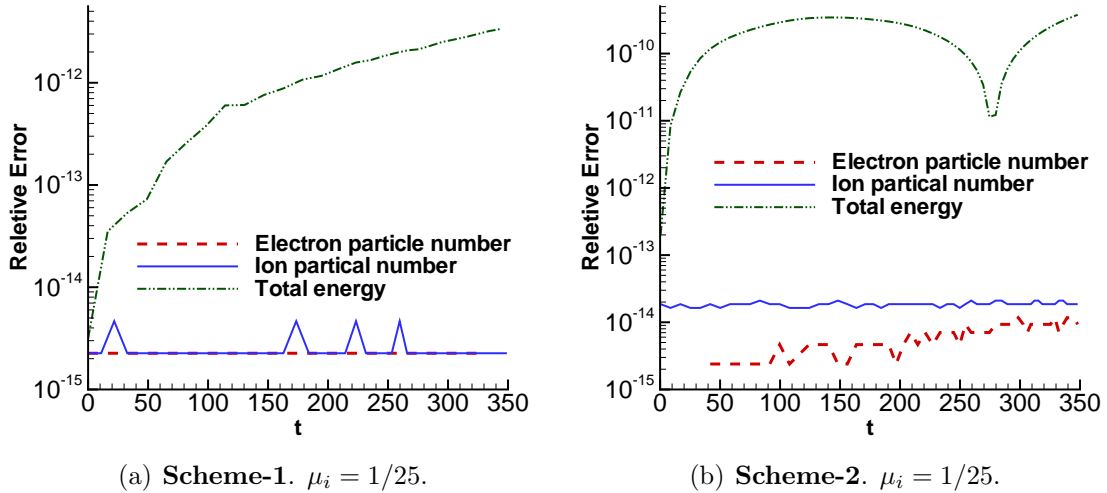 Reletive Error
10^-12
10^-13
10^-14
10^-15
Electron particle number
Ion partical number
Total energy
0 50 100 150 200 250 300 350
t
(a) Scheme-1. μ_i = 1/25.
Reletive Error
10^-10
10^-11
10^-12
10^-13
10^-14
10^-15
Electron particle number
Ion partical number
Total energy
0 50 100 150 200 250 300 350
t
(b) Scheme-2. μ_i = 1/25.